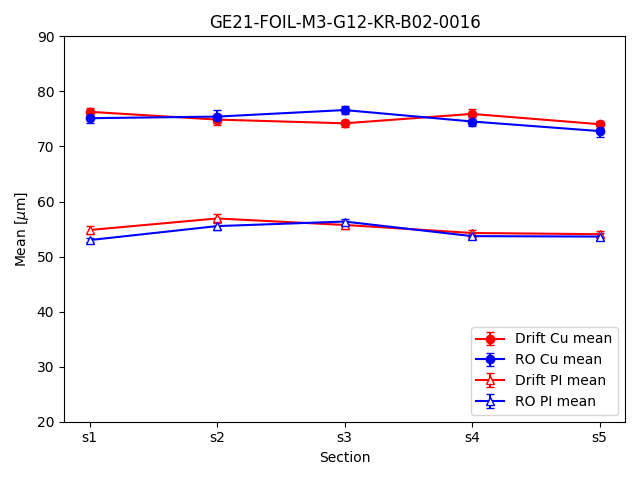 GE21-FOIL-M3-G12-KR-B02-0016
90
80
70
60
50
40
30
20
Mean [μm]
s1 s2 s3 s4 s5
Section
Drift Cu mean
RO Cu mean
Drift PI mean
RO PI mean